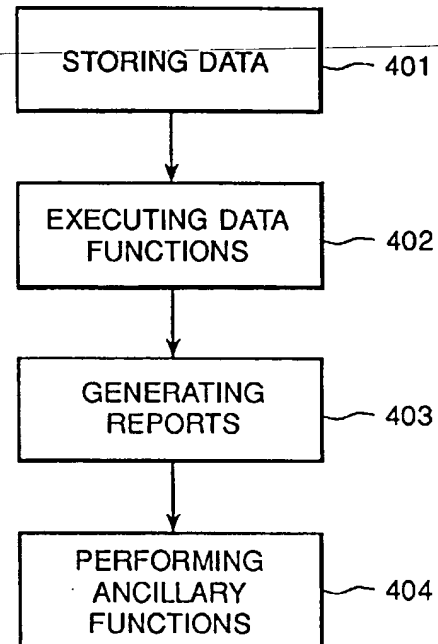 STORING DATA
401
EXECUTING DATA
FUNCTIONS
402
GENERATING
REPORTS
403
PERFORMING
ANCILLARY
FUNCTIONS
404